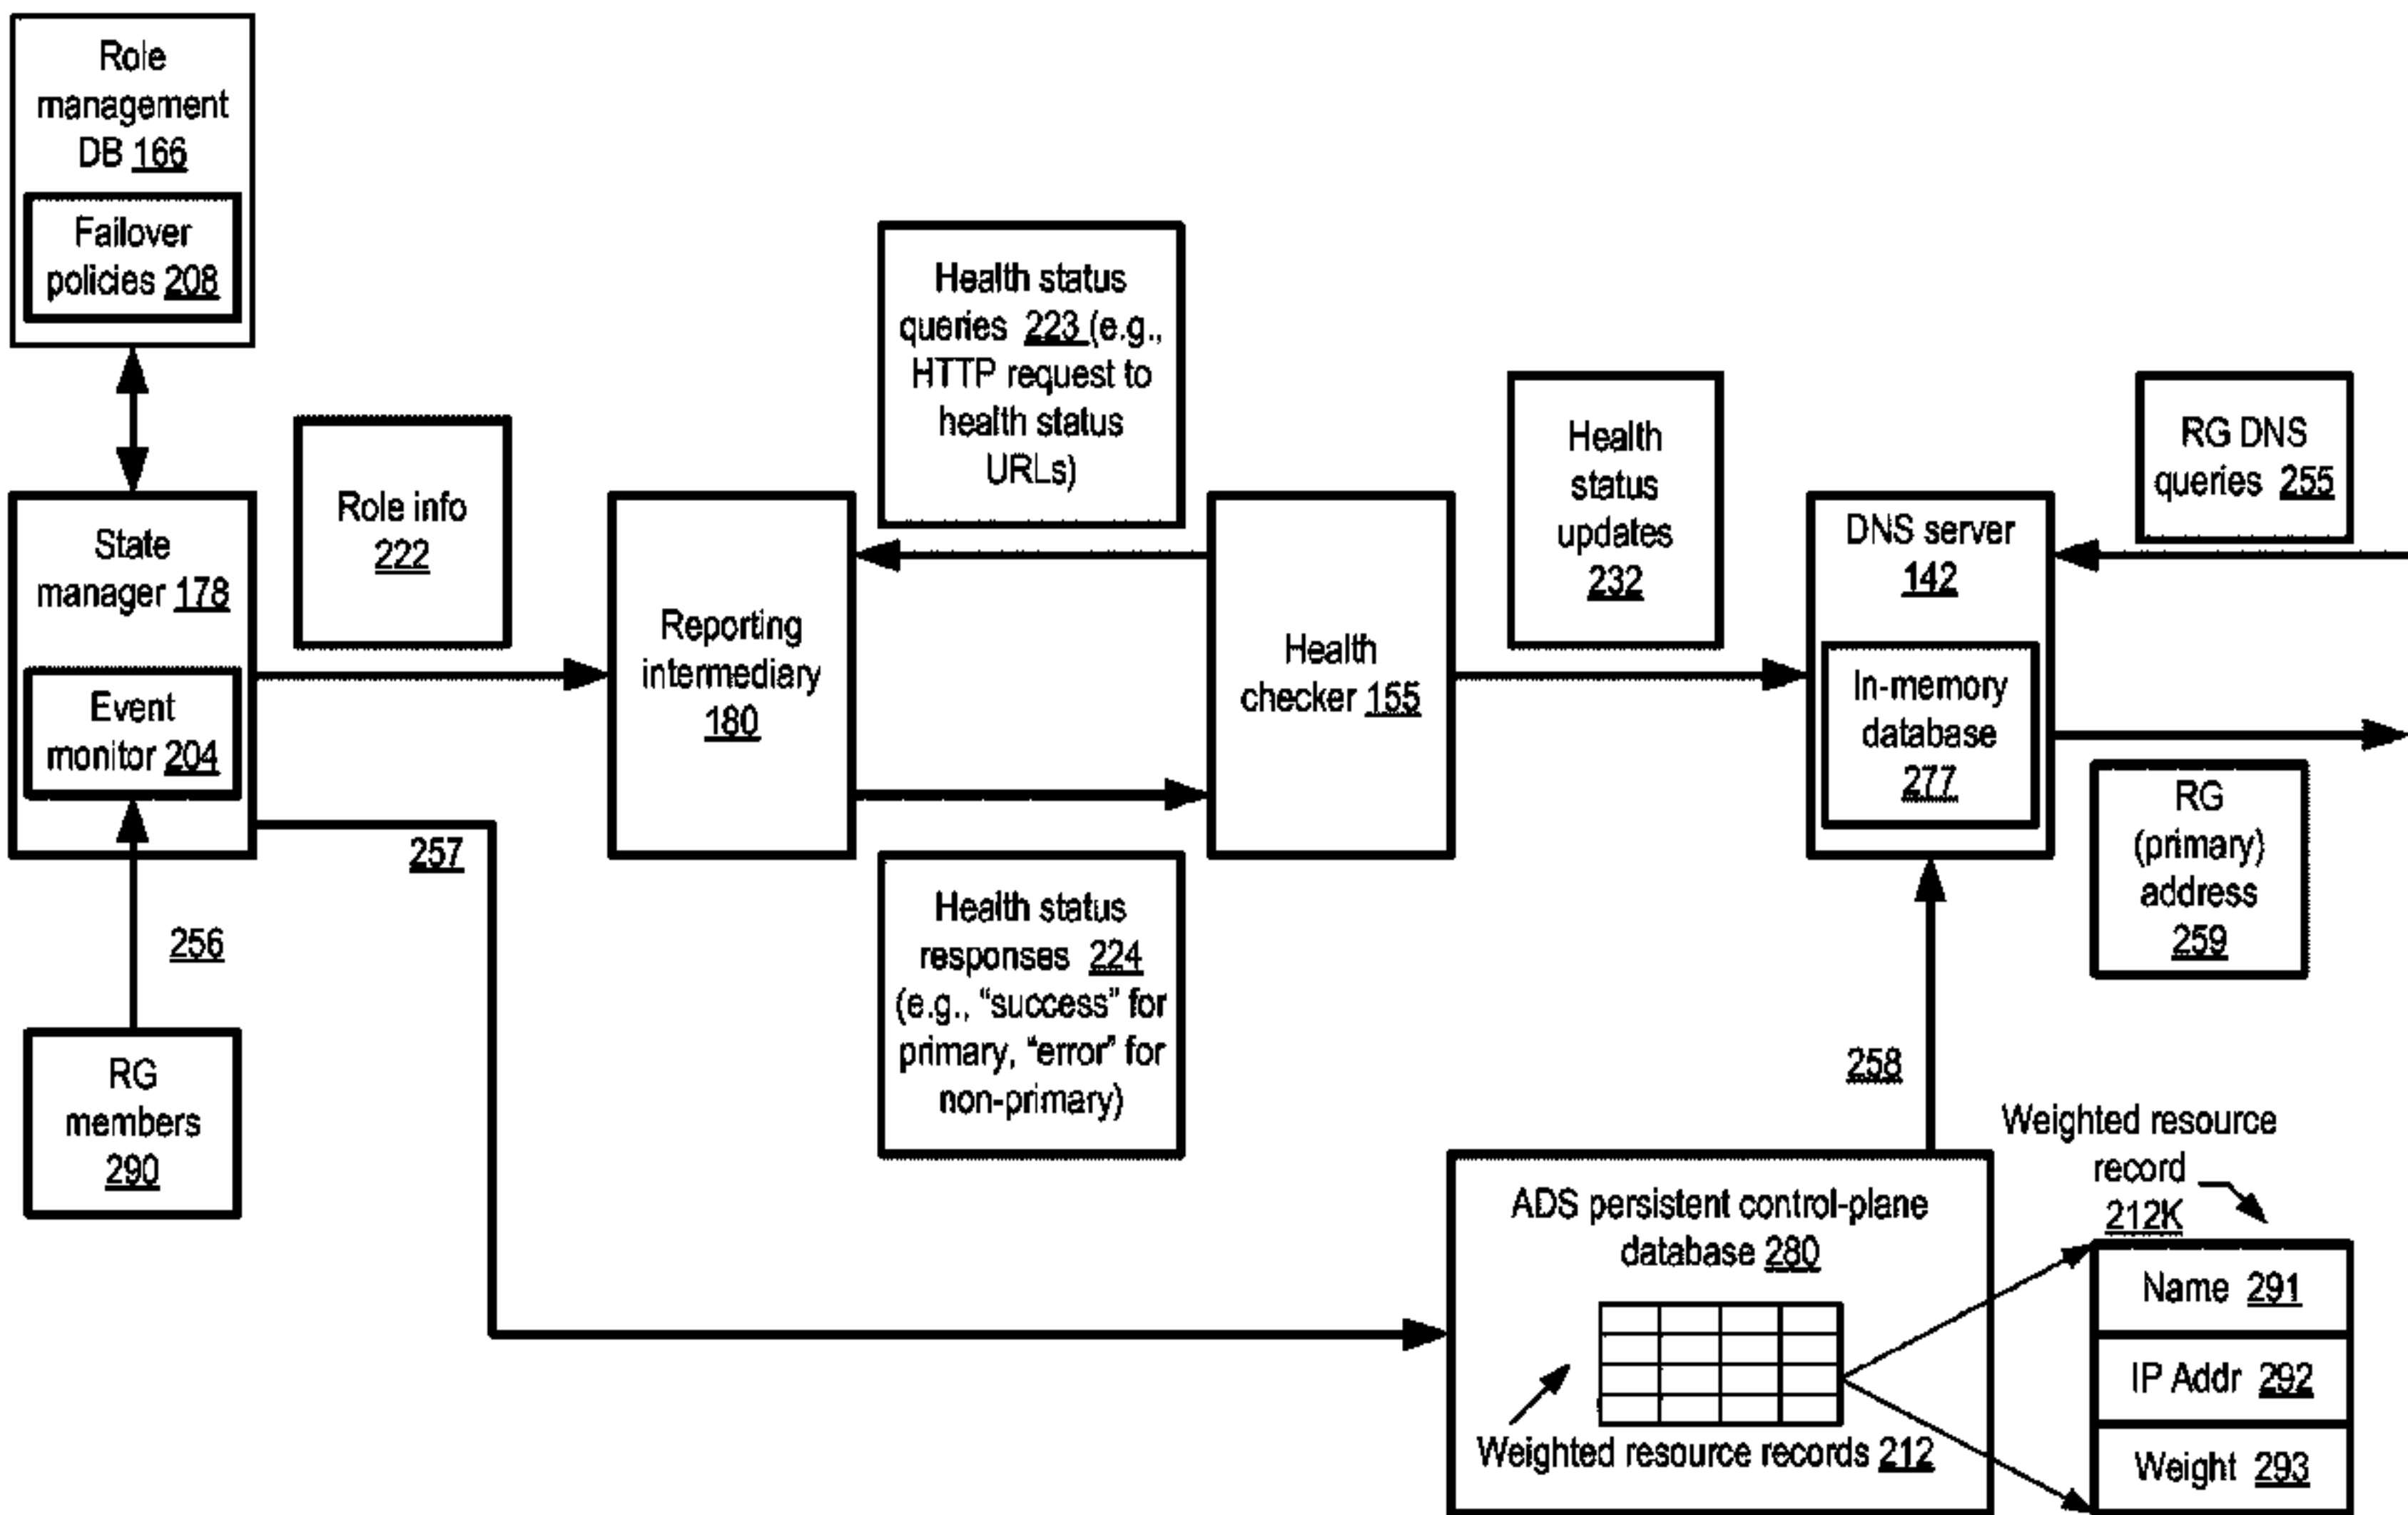 Role
management
DB 166
Failover
policies 208
State
manager 178
Event
monitor 204
256
RG
members
290
257
Role info
222
Reporting
intermediary
180
Health status
queries 223 (e.g.,
HTTP request to
health status
URLs)
Health status
responses 224
(e.g., “success” for
primary, “error” for
non-primary)
Health
checker 155
Health
status
updates
232
DNS server
142
In-memory
database
277
RG DNS
queries 255
RG
(primary)
address
259
258
ADS persistent control-plane
database 280
Weighted resource records 212
Weighted resource
record
212K
Name 291
IP Addr 292
Weight 293